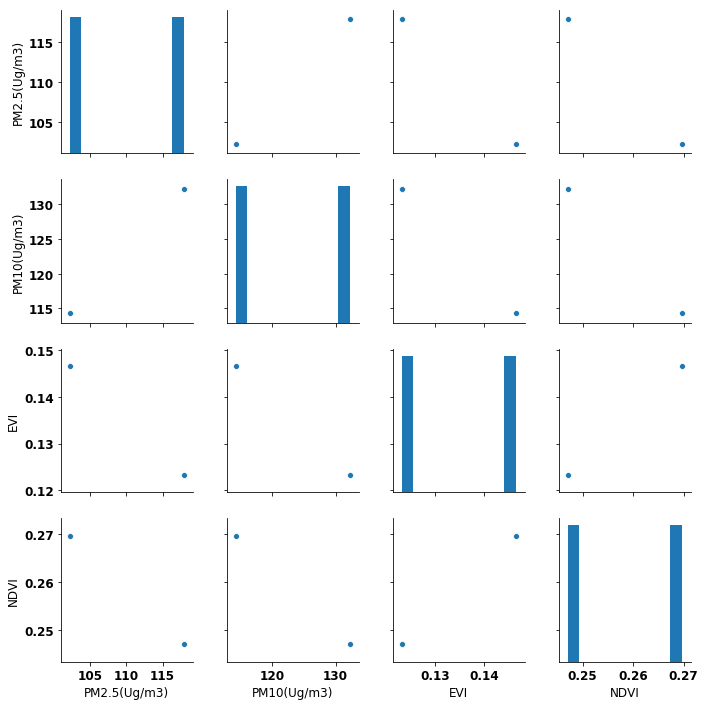 PM2.5(Ug/m3)
115
110
105
PM10(Ug/m3)
130
125
120
115
EVI
0.15
0.14
0.13
0.12
NDVI
0.27
0.26
0.25
105 110 115
120 130
0.13 0.14
0.25 0.26 0.27
PM2.5(Ug/m3)
PM10(Ug/m3)
EVI
NDVI